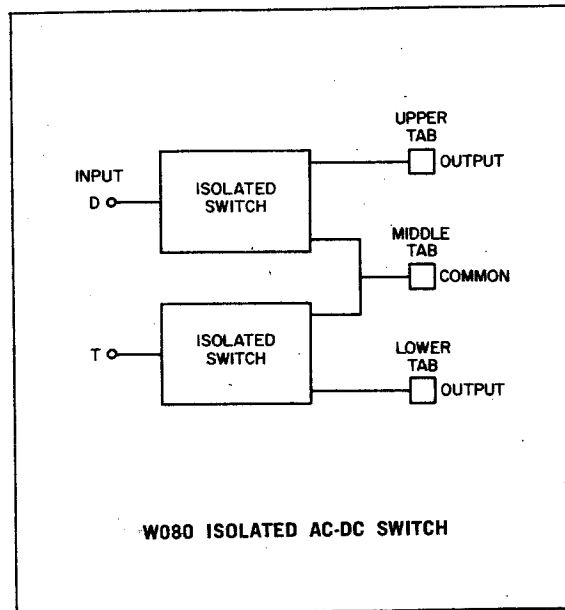 UPPER
TAB
OUTPUT
INPUT
D
ISOLATED
SWITCH
MIDDLE
TAB
COMMON
T
ISOLATED
SWITCH
LOWER
TAB
OUTPUT
W080 ISOLATED AC-DC SWITCH